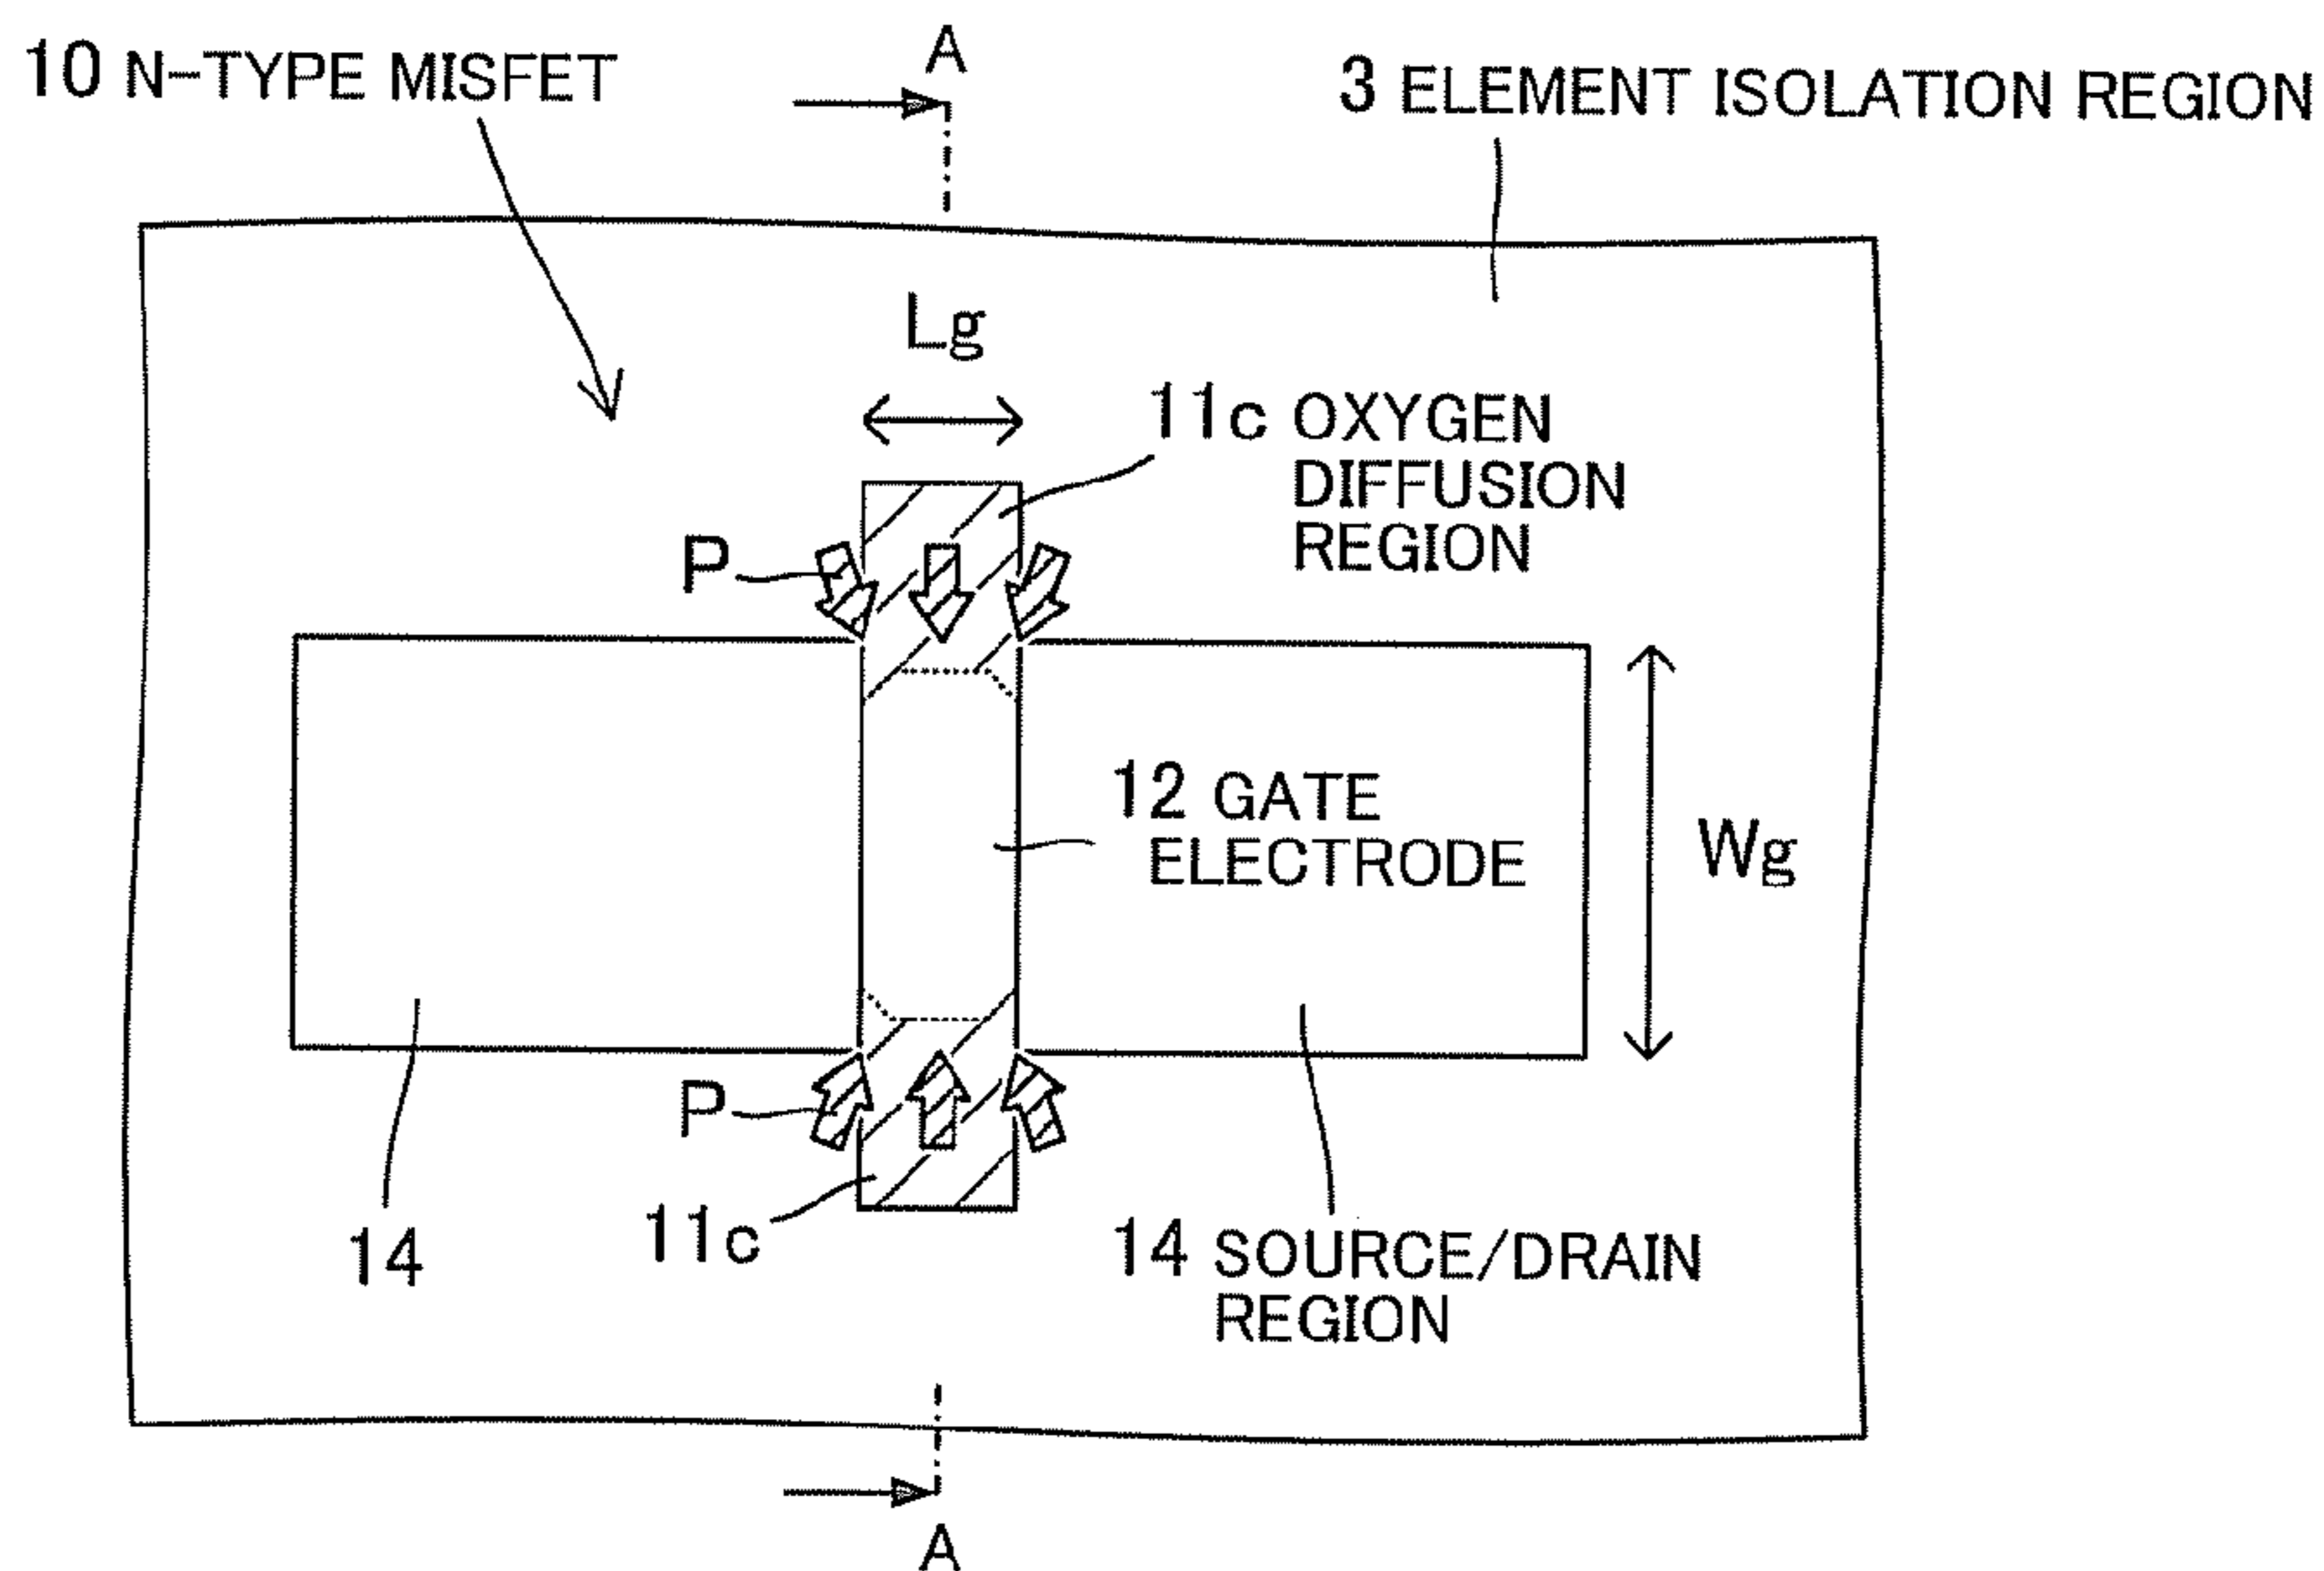 A
10 N-TYPE MISFET
3 ELEMENT ISOLATION REGION
Lg
11c OXYGEN
DIFFUSION
REGION
P
12 GATE
ELECTRODE
Wg
P
11c
14
14 SOURCE/DRAIN
REGION
A